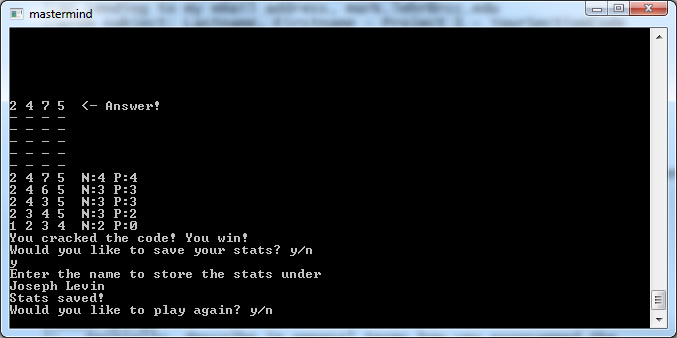 mastermind
2 4 7 5 <- Answer!
- - - -
- - - -
- - - -
- - - -
- - - -
2 4 7 5 N:4 P:4
2 4 6 5 N:3 P:3
2 4 3 5 N:3 P:3
2 3 4 5 N:3 P:2
1 2 3 4 N:2 P:0
You cracked the code! You win!
Would you like to save your stats? y/n
y
Enter the name to store the stats under
Joseph Levin
Stats saved!
Would you like to play again? y/n